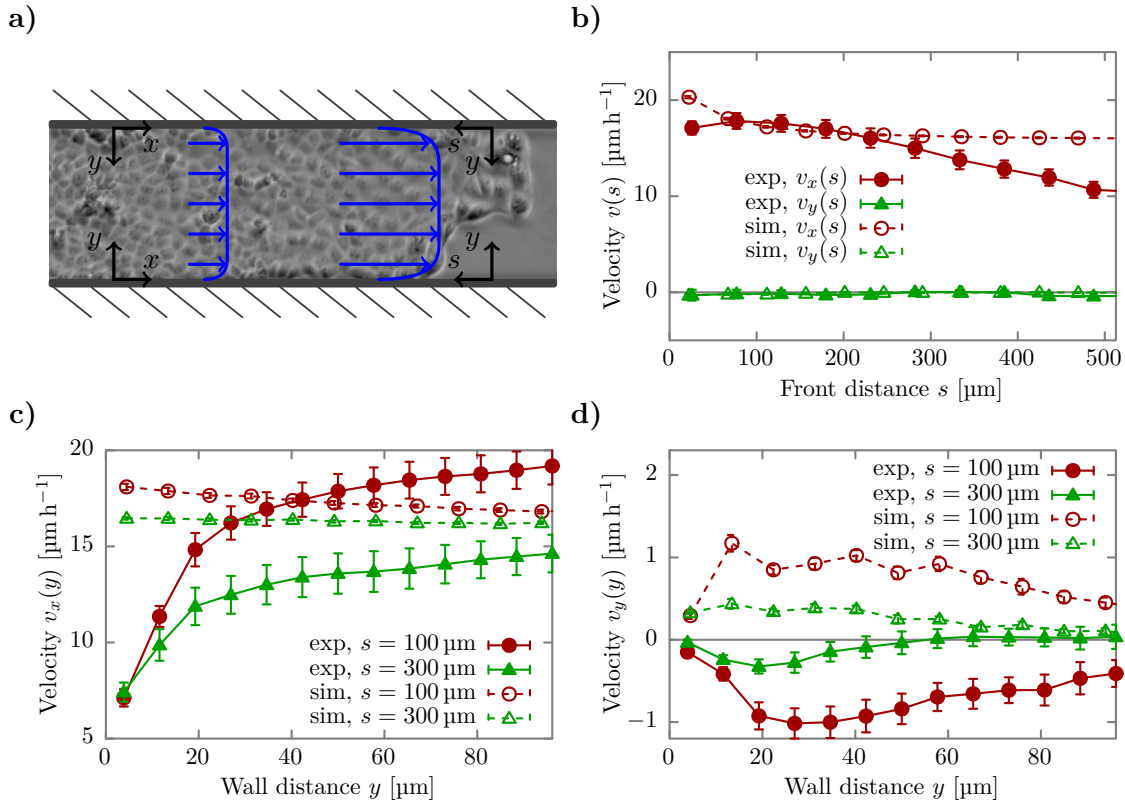 a)
x
s
y
y
y
y
x
s
b)
Velocity v(s) [µm h⁻¹]
20
10
0
exp, vₓ(s)
exp, v_y(s)
sim, vₓ(s)
sim, v_y(s)
0 100 200 300 400 500
Front distance s [µm]
c)
Velocity vₓ(y) [µm h⁻¹]
20
15
10
5
exp, s = 100 µm
exp, s = 300 µm
sim, s = 100 µm
sim, s = 300 µm
0 20 40 60 80
Wall distance y [µm]
d)
Velocity v_y(y) [µm h⁻¹]
2
1
0
−1
exp, s = 100 µm
exp, s = 300 µm
sim, s = 100 µm
sim, s = 300 µm
0 20 40 60 80
Wall distance y [µm]